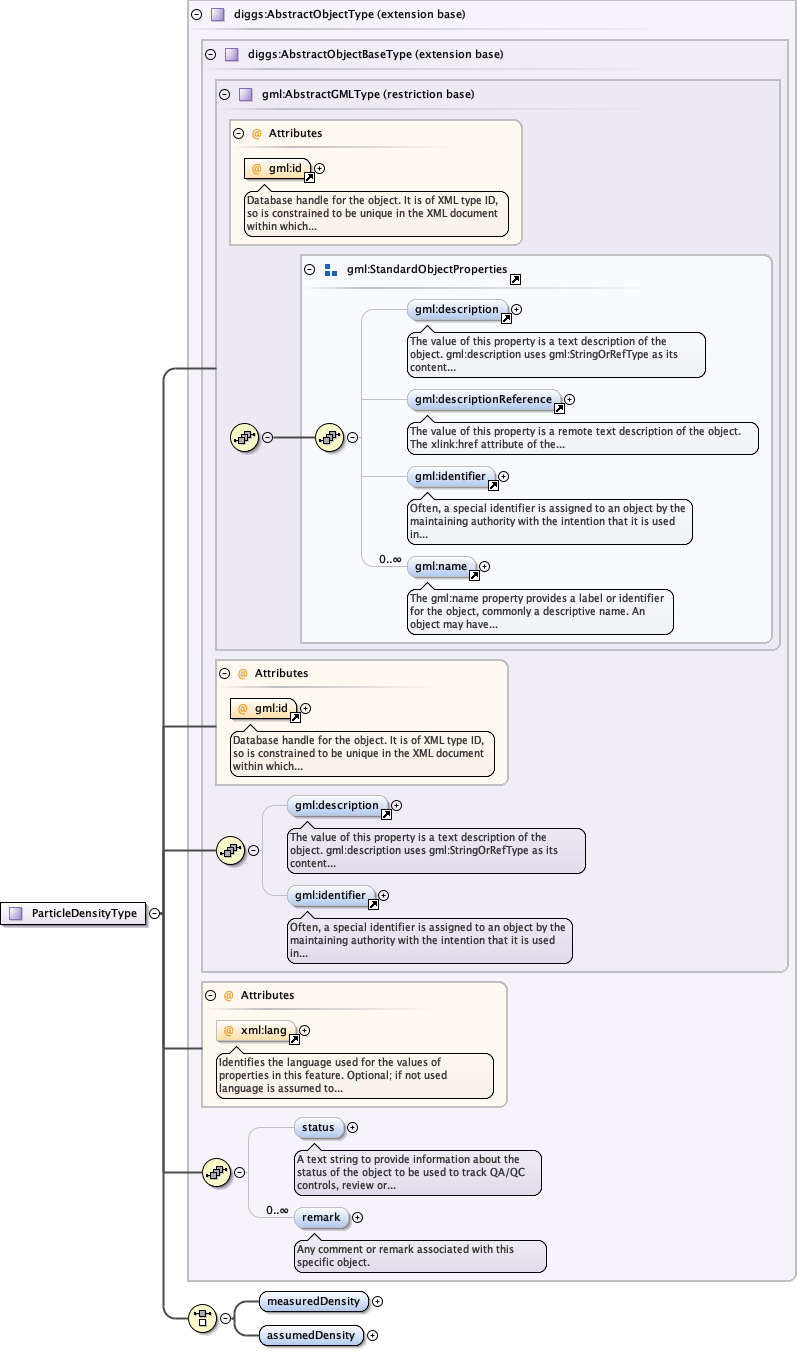 diggs:AbstractObjectType (extension base)
diggs:AbstractObjectBaseType (extension base)
gml:AbstractGMLType (restriction base)
@ Attributes
@ gml:id
Database handle for the object. It is of XML type ID,
so is constrained to be unique in the XML document
within which...
gml:StandardObjectProperties
gml:description
The value of this property is a text description of the
object. gml:description uses gml:StringOrRefType as its
content...
gml:descriptionReference
The value of this property is a remote text description of the object.
The xlink:href attribute of the...
gml:identifier
Often, a special identifier is assigned to an object by the
maintaining authority with the intention that it is used
in...
0..∞
gml:name
The gml:name property provides a label or identifier
for the object, commonly a descriptive name. An
object may have...
@ Attributes
@ gml:id
Database handle for the object. It is of XML type ID,
so is constrained to be unique in the XML document
within which...
gml:description
The value of this property is a text description of the
object. gml:description uses gml:StringOrRefType as its
content...
gml:identifier
Often, a special identifier is assigned to an object by the
maintaining authority with the intention that it is used
in...
ParticleDensityType
@ Attributes
@ xml:lang
Identifies the language used for the values of
properties in this feature. Optional; if not used
language is assumed to...
status
A text string to provide information about the
status of the object to be used to track QA/QC
controls, review or...
0..∞
remark
Any comment or remark associated with this
specific object.
measuredDensity
assumedDensity